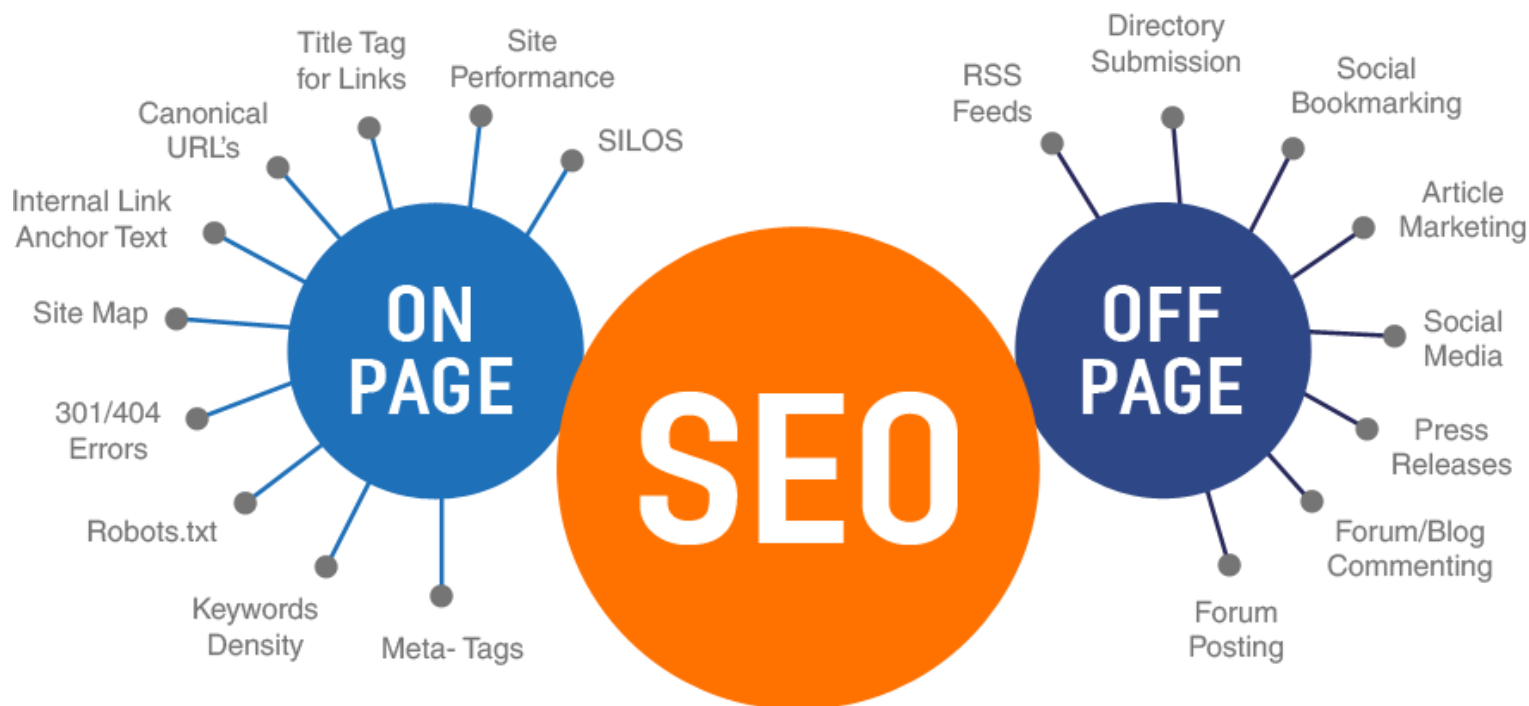 Title Tag
for Links
Site
Performance
SILOS
Canonical
URL's
Internal Link
Anchor Text
Site Map
301/404
Errors
Robots.txt
Keywords
Density
Meta- Tags
ON
PAGE
SEO
OFF
PAGE
RSS
Feeds
Directory
Submission
Social
Bookmarking
Article
Marketing
Social
Media
Press
Releases
Forum/Blog
Commenting
Forum
Posting